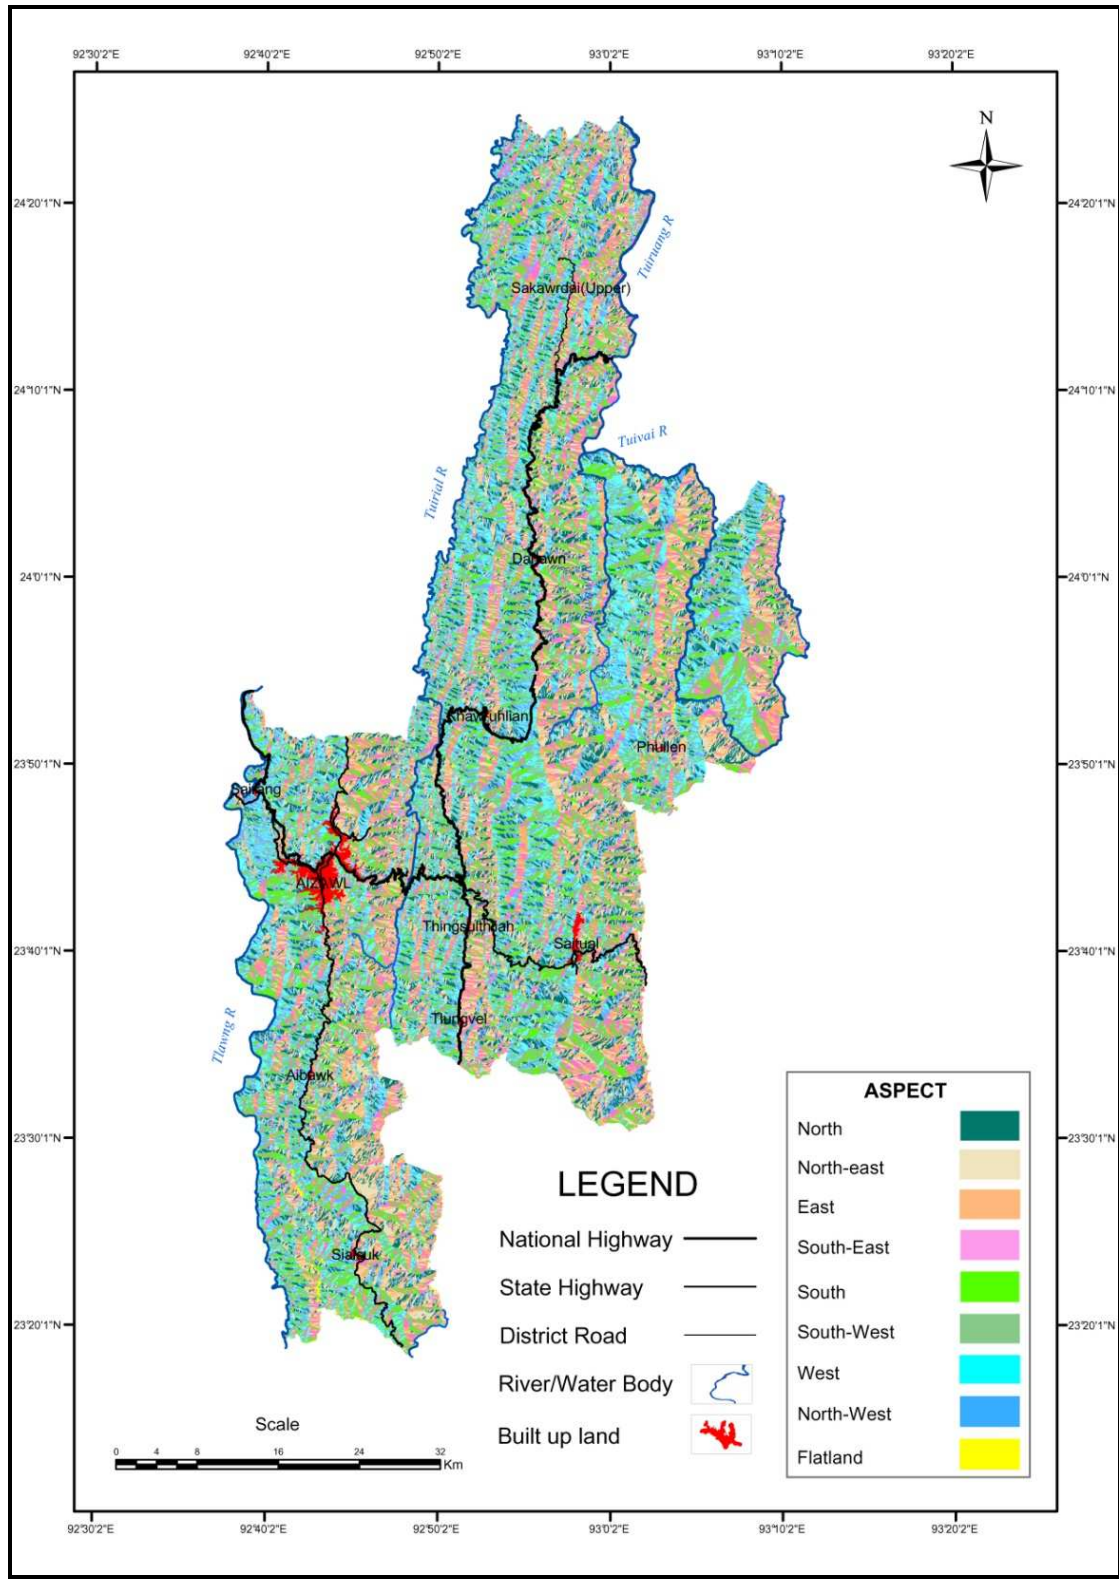 92°30'2"E 92°40'2"E 92°50'2"E 93°0'2"E 93°10'2"E 93°20'2"E
N
24°20'1"N 24°20'1"N
Tuiruang R
Sakawrdai(Upper)
24°10'1"N 24°10'1"N
Tuivai R
Tuirial R
24°0'1"N 24°0'1"N
Phullen
23°50'1"N 23°50'1"N
Sairang
AIZAWL
Thingsulthliah
Saitual
23°40'1"N 23°40'1"N
Tlungvel
Tlawng R
Aibawk
23°30'1"N 23°30'1"N
Sialsuk
23°20'1"N 23°20'1"N
ASPECT
North
North-east
East
South-East
South
South-West
West
North-West
Flatland
LEGEND
National Highway
State Highway
District Road
River/Water Body
Built up land
Scale
0 4 8 16 24 32
Km
92°30'2"E 92°40'2"E 92°50'2"E 93°0'2"E 93°10'2"E 93°20'2"E